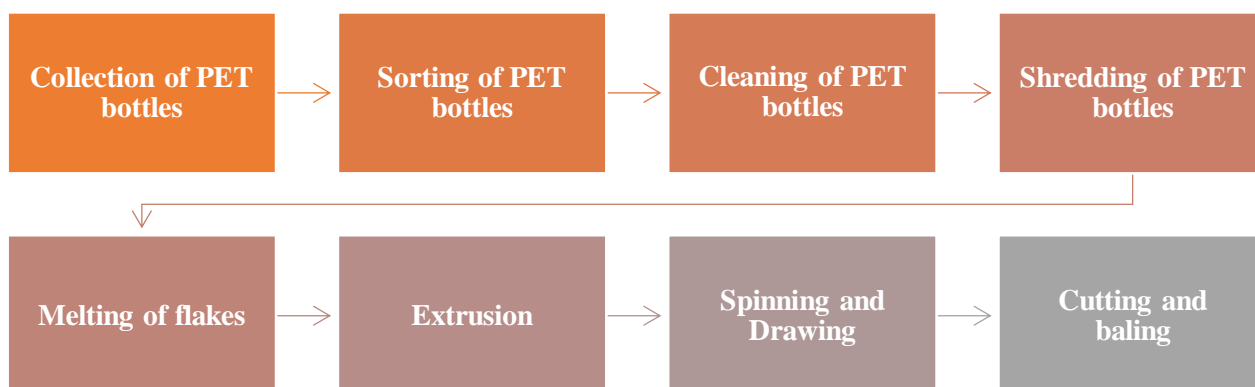 Collection of PET
bottles
Sorting of PET
bottles
Cleaning of PET
bottles
Shredding of PET
bottles
Melting of flakes
Extrusion
Spinning and
Drawing
Cutting and
baling